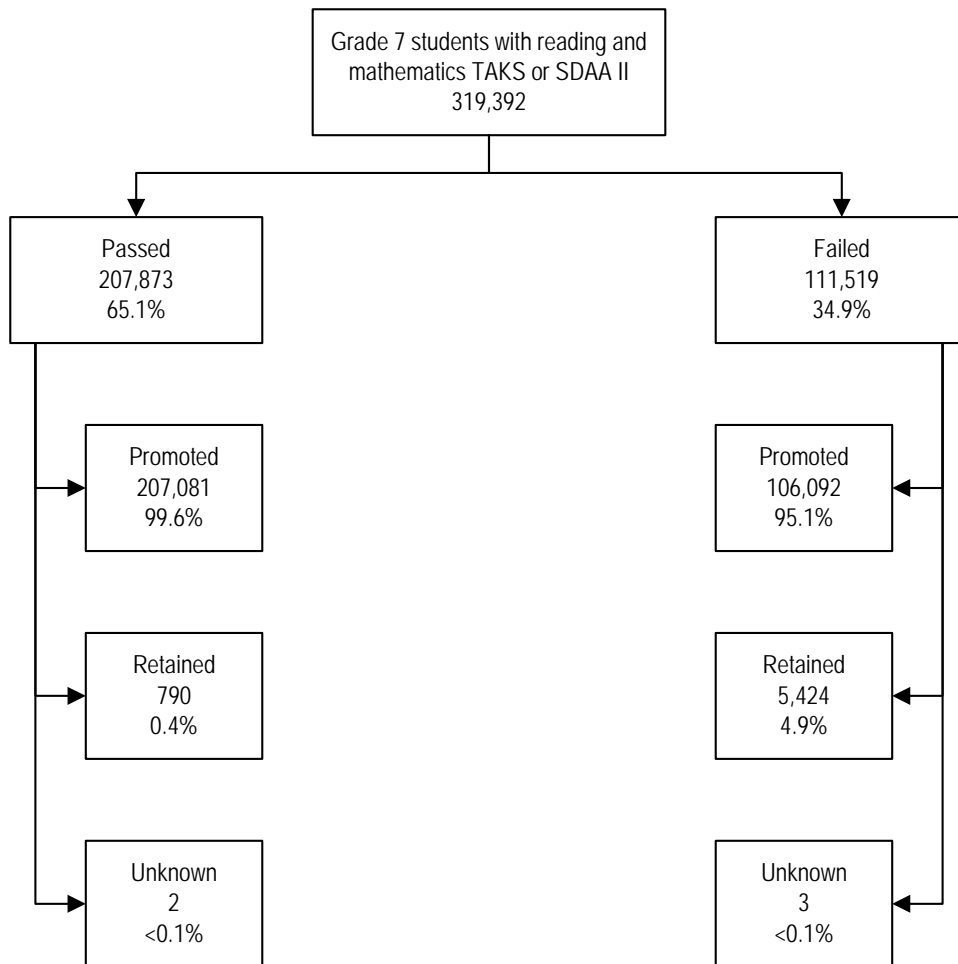 Grade 7 students with reading and
mathematics TAKS or SDAA II
319,392
Passed
207,873
65.1%
Failed
111,519
34.9%
Promoted
207,081
99.6%
Promoted
106,092
95.1%
Retained
790
0.4%
Retained
5,424
4.9%
Unknown
2
<0.1%
Unknown
3
<0.1%